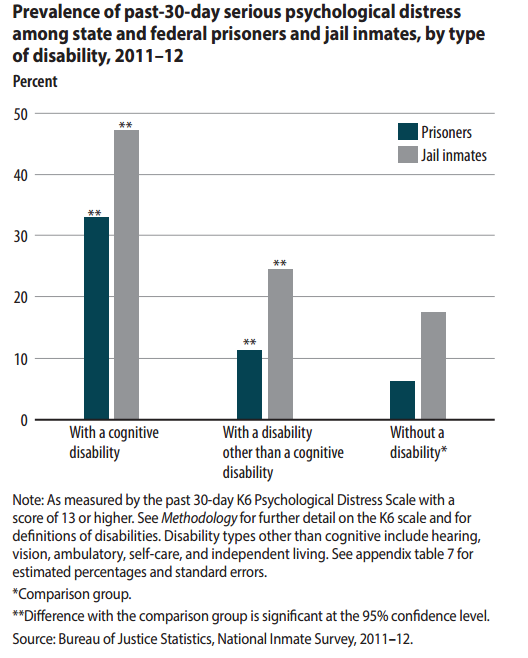 Prevalence of past-30-day serious psychological distress
among state and federal prisoners and jail inmates, by type
of disability, 2011–12
Percent
50
40
30
20
10
0
**
**
**
**
Prisoners
Jail inmates
With a cognitive
disability
With a disability
other than a cognitive
disability
Without a
disability*
Note: As measured by the past 30-day K6 Psychological Distress Scale with a
score of 13 or higher. See Methodology for further detail on the K6 scale and for
definitions of disabilities. Disability types other than cognitive include hearing,
vision, ambulatory, self-care, and independent living. See appendix table 7 for
estimated percentages and standard errors.
*Comparison group.
**Difference with the comparison group is significant at the 95% confidence level.
Source: Bureau of Justice Statistics, National Inmate Survey, 2011–12.